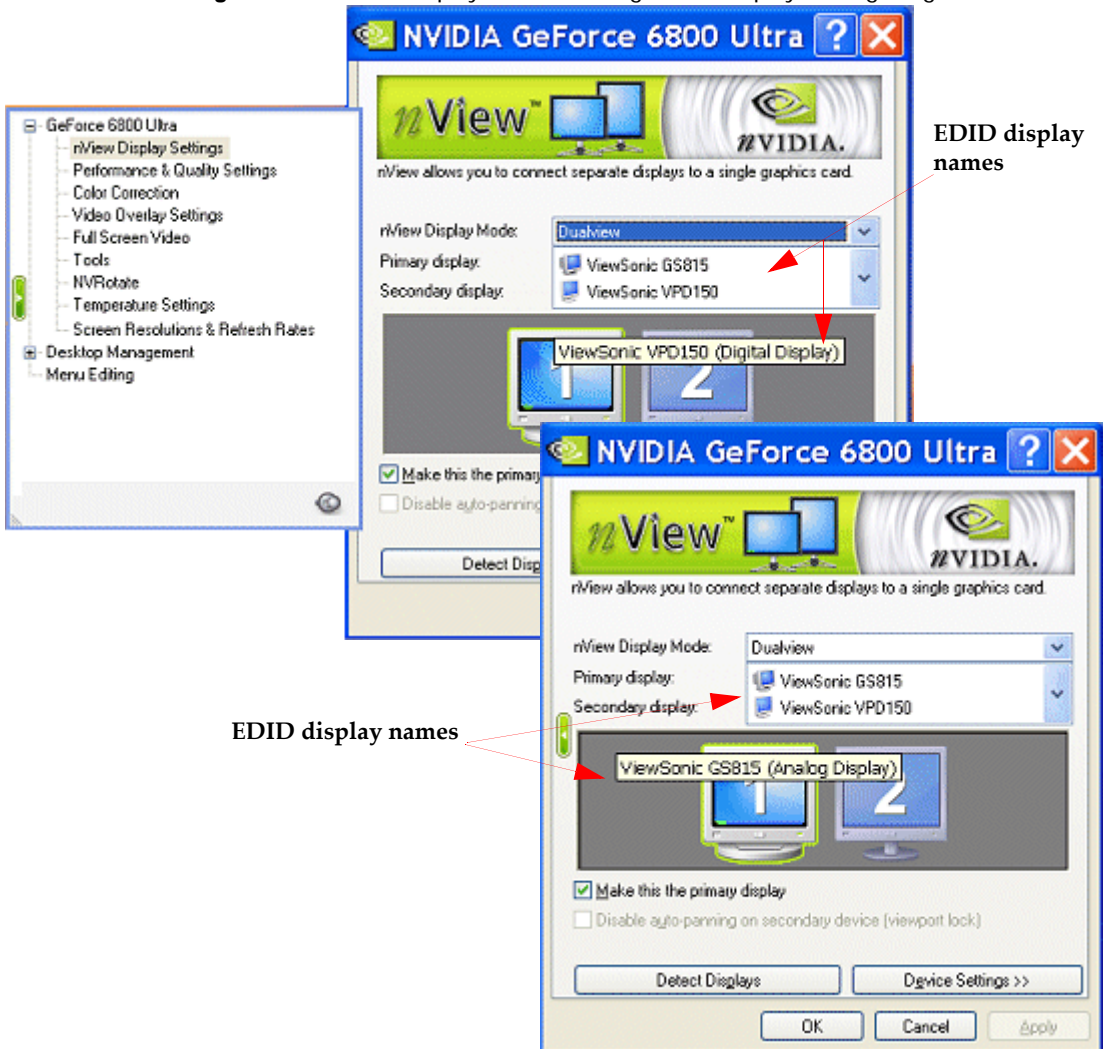 NVIDIA GeForce 6800 Ultra
nView™
NVIDIA.
nView allows you to connect separate displays to a single graphics card.
EDID display
names
GeForce 6800 Ultra
nView Display Settings
Performance & Quality Settings
Color Correction
Video Overlay Settings
Full Screen Video
Tools
NVRotate
Temperature Settings
Screen Resolutions & Refresh Rates
Desktop Management
Menu Editing
nView Display Mode: Dualview
Primary display: ViewSonic GS815
Secondary display: ViewSonic VPD150
ViewSonic VPD150 (Digital Display)
1 2
Make this the primary
Disable auto-panning
Detect Disp
NVIDIA GeForce 6800 Ultra
nView™
NVIDIA.
nView allows you to connect separate displays to a single graphics card.
nView Display Mode: Dualview
Primary display: ViewSonic GS815
Secondary display: ViewSonic VPD150
EDID display names
ViewSonic GS815 (Analog Display)
1 2
Make this the primary display
Disable auto-panning on secondary device (viewport lock)
Detect Displays Device Settings >>
OK Cancel Apply